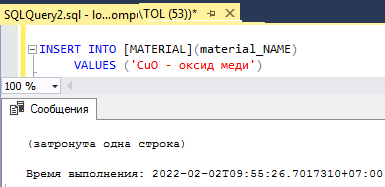 SQLQuery2.sql - lo...omp\TOL (53))*
INSERT INTO [MATERIAL](material_NAME)
VALUES ('CuO - оксид меди')
100 %
Сообщения
(затронута одна строка)
Время выполнения: 2022-02-02T09:55:26.7017310+07:00